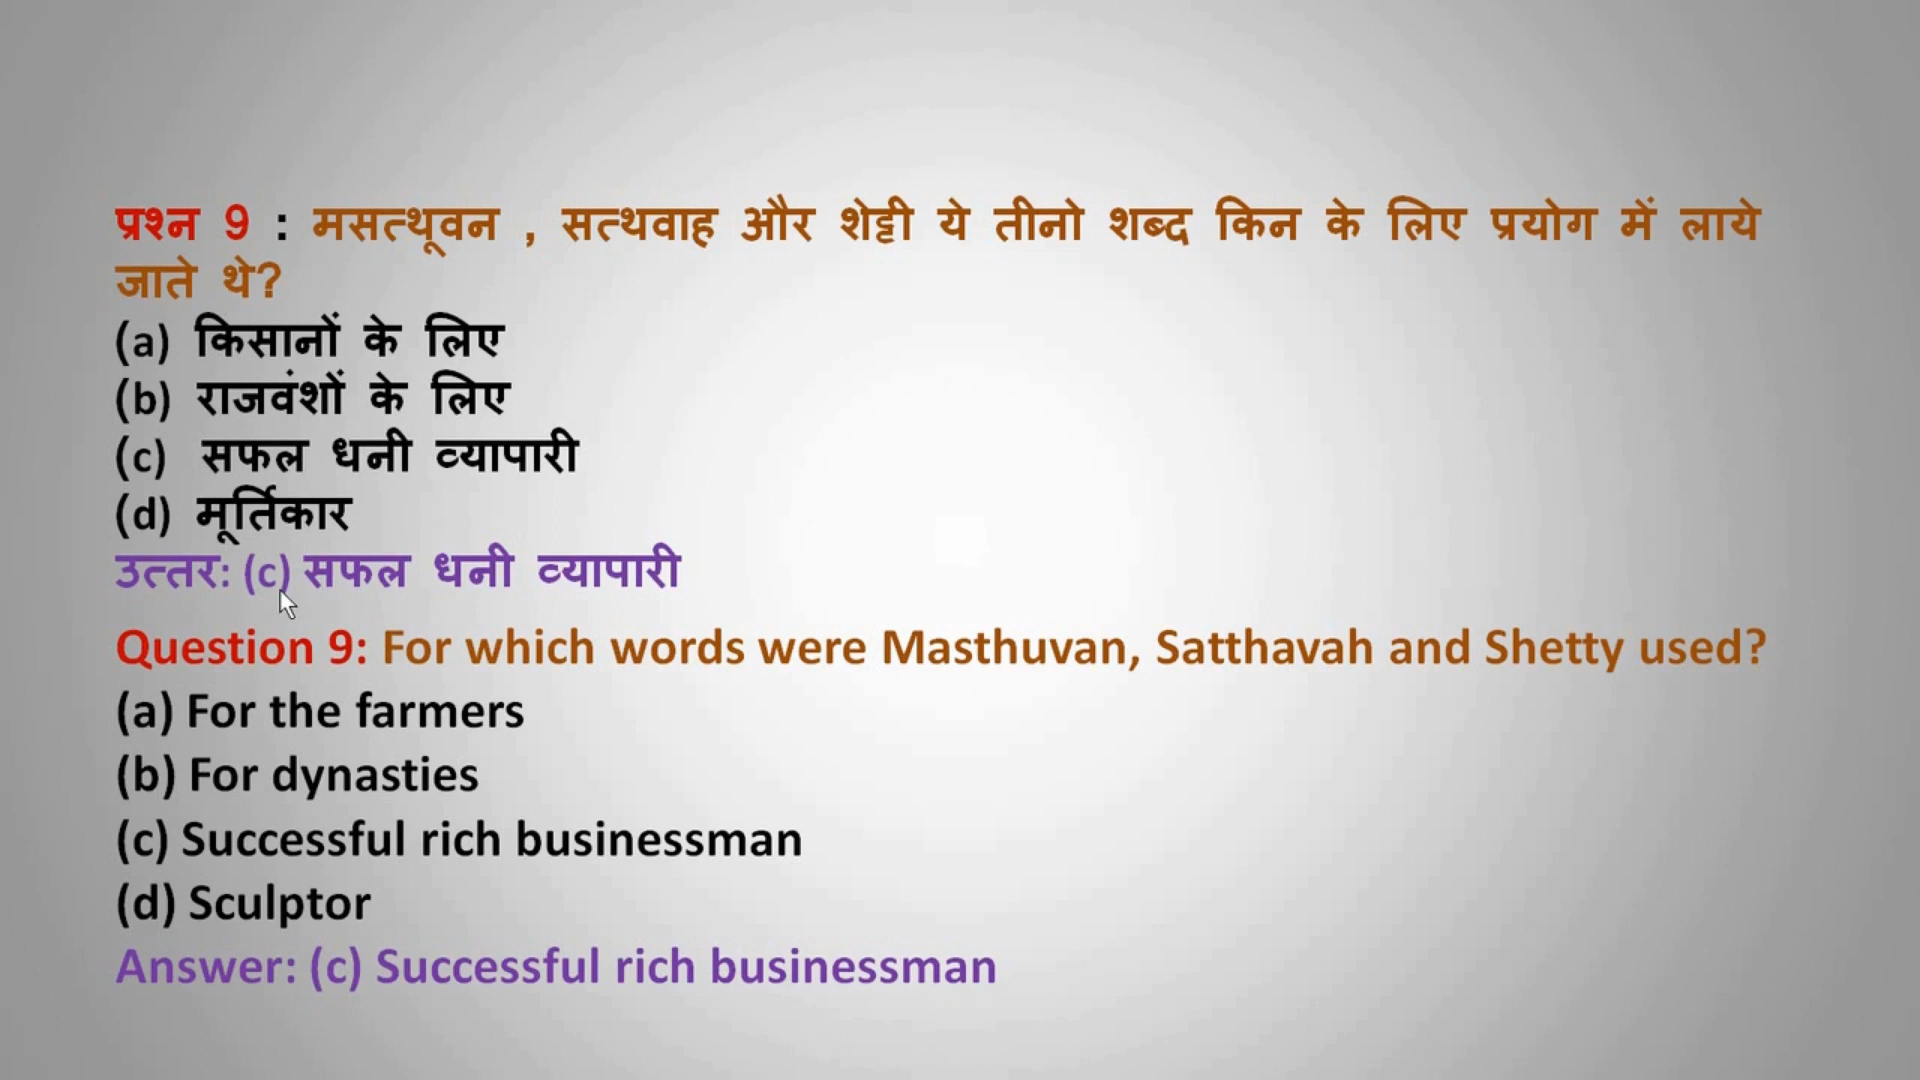 प्रश्न 9 : मसत्थूवन , सत्थवाह और शेट्टी ये तीनो शब्द किन के लिए प्रयोग में लाये
जाते थे?
(a) किसानों के लिए
(b) राजवंशों के लिए
(c) सफल धनी व्यापारी
(d) मूर्तिकार
उत्तर: (c) सफल धनी व्यापारी
Question 9: For which words were Masthuvan, Satthavah and Shetty used?
(a) For the farmers
(b) For dynasties
(c) Successful rich businessman
(d) Sculptor
Answer: (c) Successful rich businessman